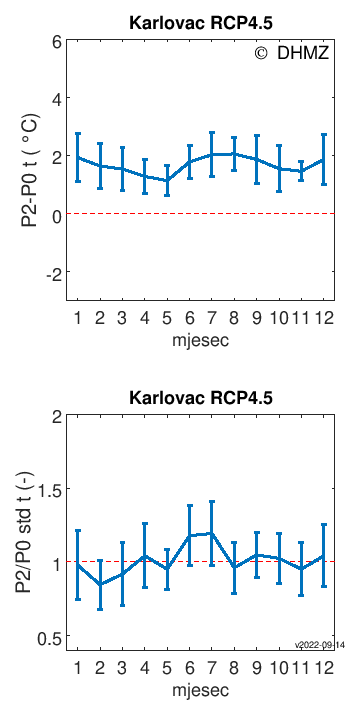 Karlovac RCP4.5
© DHMZ
P2-P0 t ( °C)
6
4
2
0
-2
1 2 3 4 5 6 7 8 9 10 11 12
mjesec
Karlovac RCP4.5
P2/P0 std t (-)
2
1.5
1
0.5
v2022-09-14
1 2 3 4 5 6 7 8 9 10 11 12
mjesec